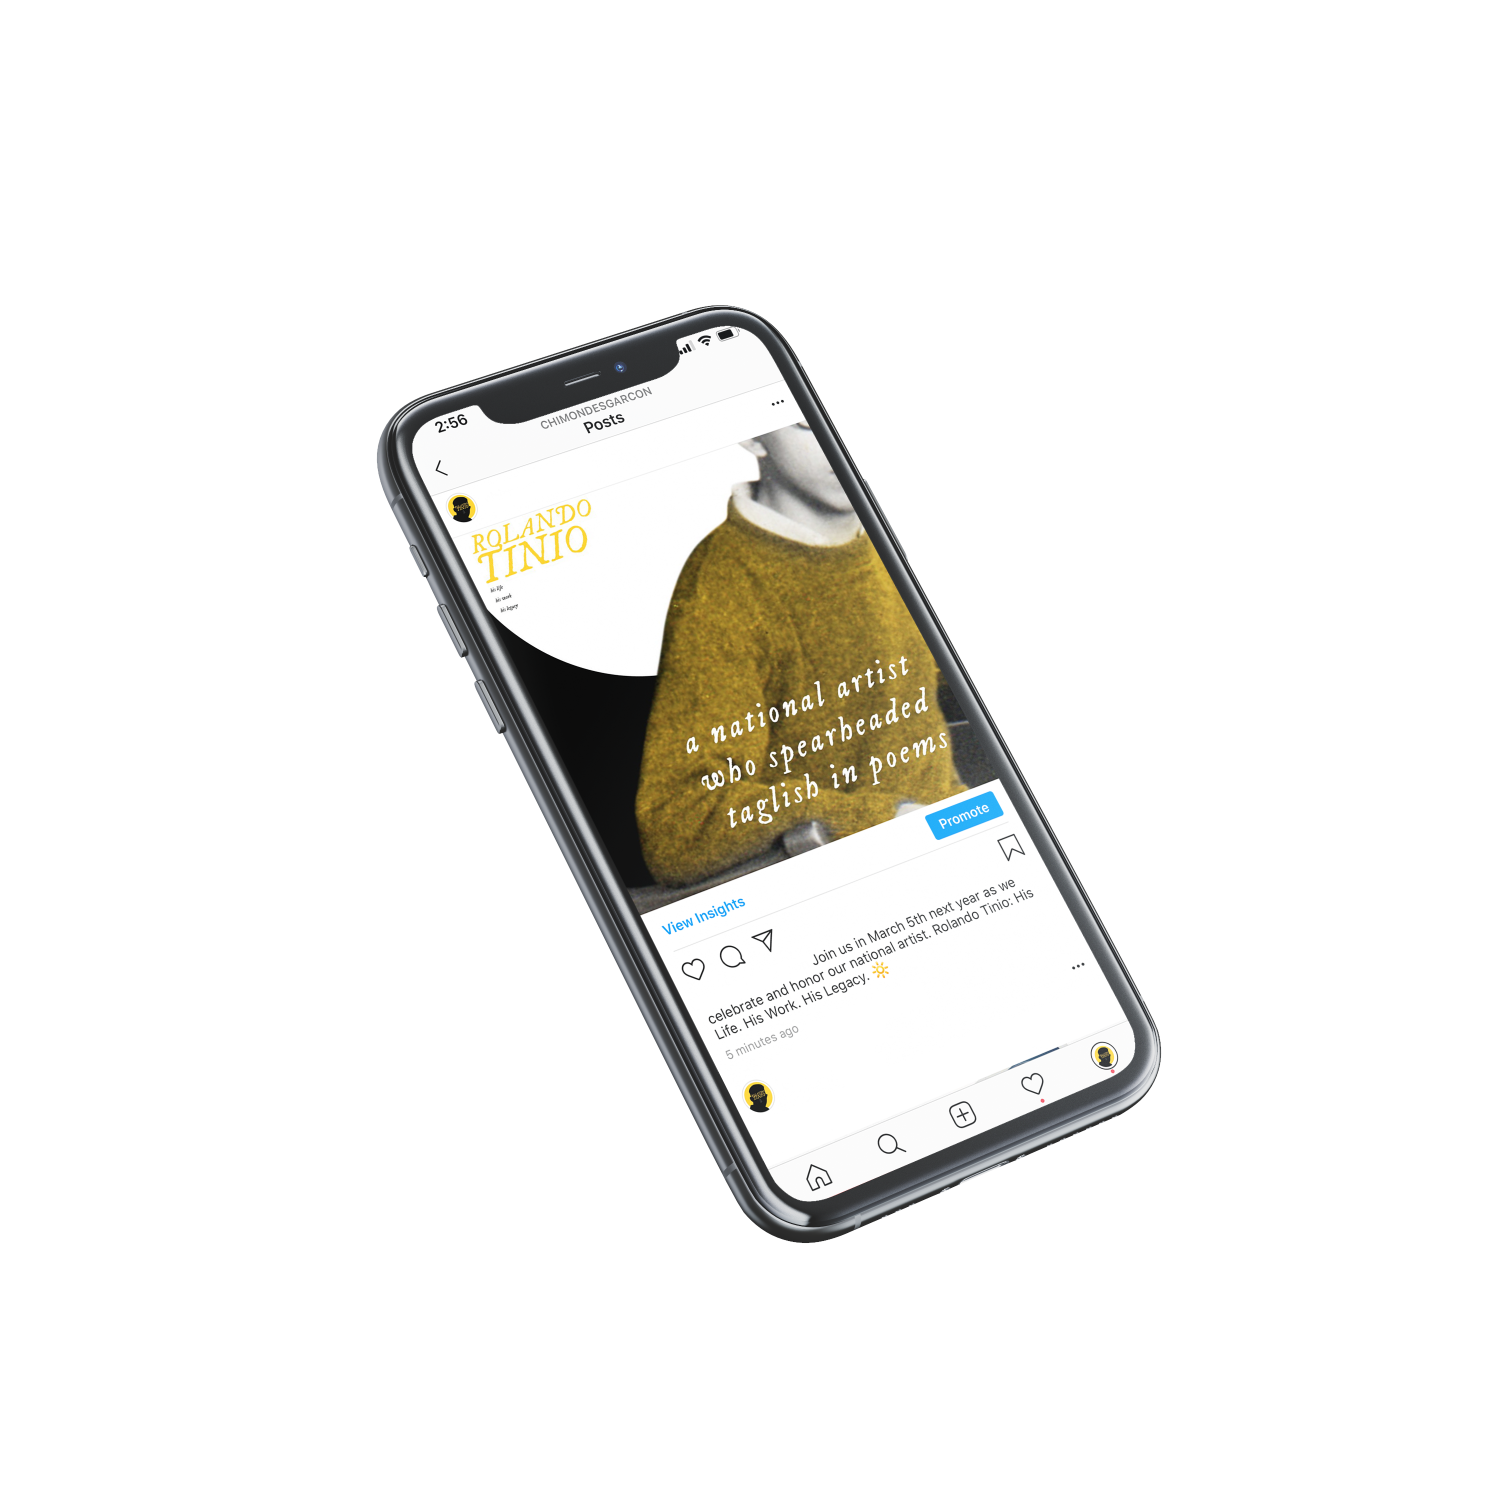 2:56
CHIMONDESGARCON
Posts
ROLANDO
TINIO
his life
his work
his legacy
a national artist
who spearheaded
taglish in poems
Promote
View Insights
Join us in March 5th next year as we
celebrate and honor our national artist. Rolando Tinio: His
Life. His Work. His Legacy.
5 minutes ago